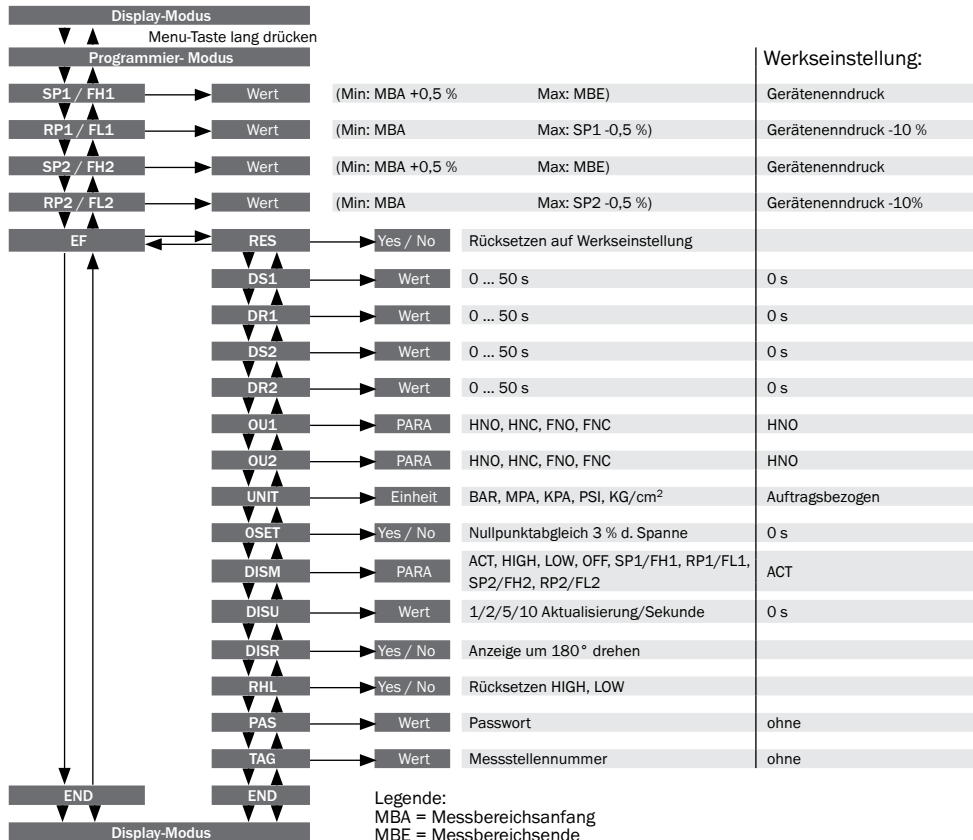 Display-Modus
Menu-Taste lang drücken
Programmier- Modus
Werkseinstellung:
SP1 / FH1 Wert (Min: MBA +0,5 % Max: MBE) Gerätenenndruck
RP1 / FL1 Wert (Min: MBA Max: SP1 -0,5 %) Gerätenenndruck -10 %
SP2 / FH2 Wert (Min: MBA +0,5 % Max: MBE) Gerätenenndruck
RP2 / FL2 Wert (Min: MBA Max: SP2 -0,5 %) Gerätenenndruck -10%
EF RES Yes / No Rücksetzen auf Werkseinstellung
DS1 Wert 0 ... 50 s 0 s
DR1 Wert 0 ... 50 s 0 s
DS2 Wert 0 ... 50 s 0 s
DR2 Wert 0 ... 50 s 0 s
OU1 PARA HNO, HNC, FNO, FNC HNO
OU2 PARA HNO, HNC, FNO, FNC HNO
UNIT Einheit BAR, MPA, KPA, PSI, KG/cm² Auftragsbezogen
0SET Yes / No Nullpunktabgleich 3 % d. Spanne 0 s
DISM PARA ACT, HIGH, LOW, OFF, SP1/FH1, RP1/FL1, ACT
SP2/FH2, RP2/FL2
DISU Wert 1/2/5/10 Aktualisierung/Sekunde 0 s
DISR Yes / No Anzeige um 180° drehen
RHL Yes / No Rücksetzen HIGH, LOW
PAS Wert Passwort ohne
TAG Wert Messstellennummer ohne
END END
Display-Modus
Legende:
MBA = Messbereichsanfang
MBE = Messbereichsende